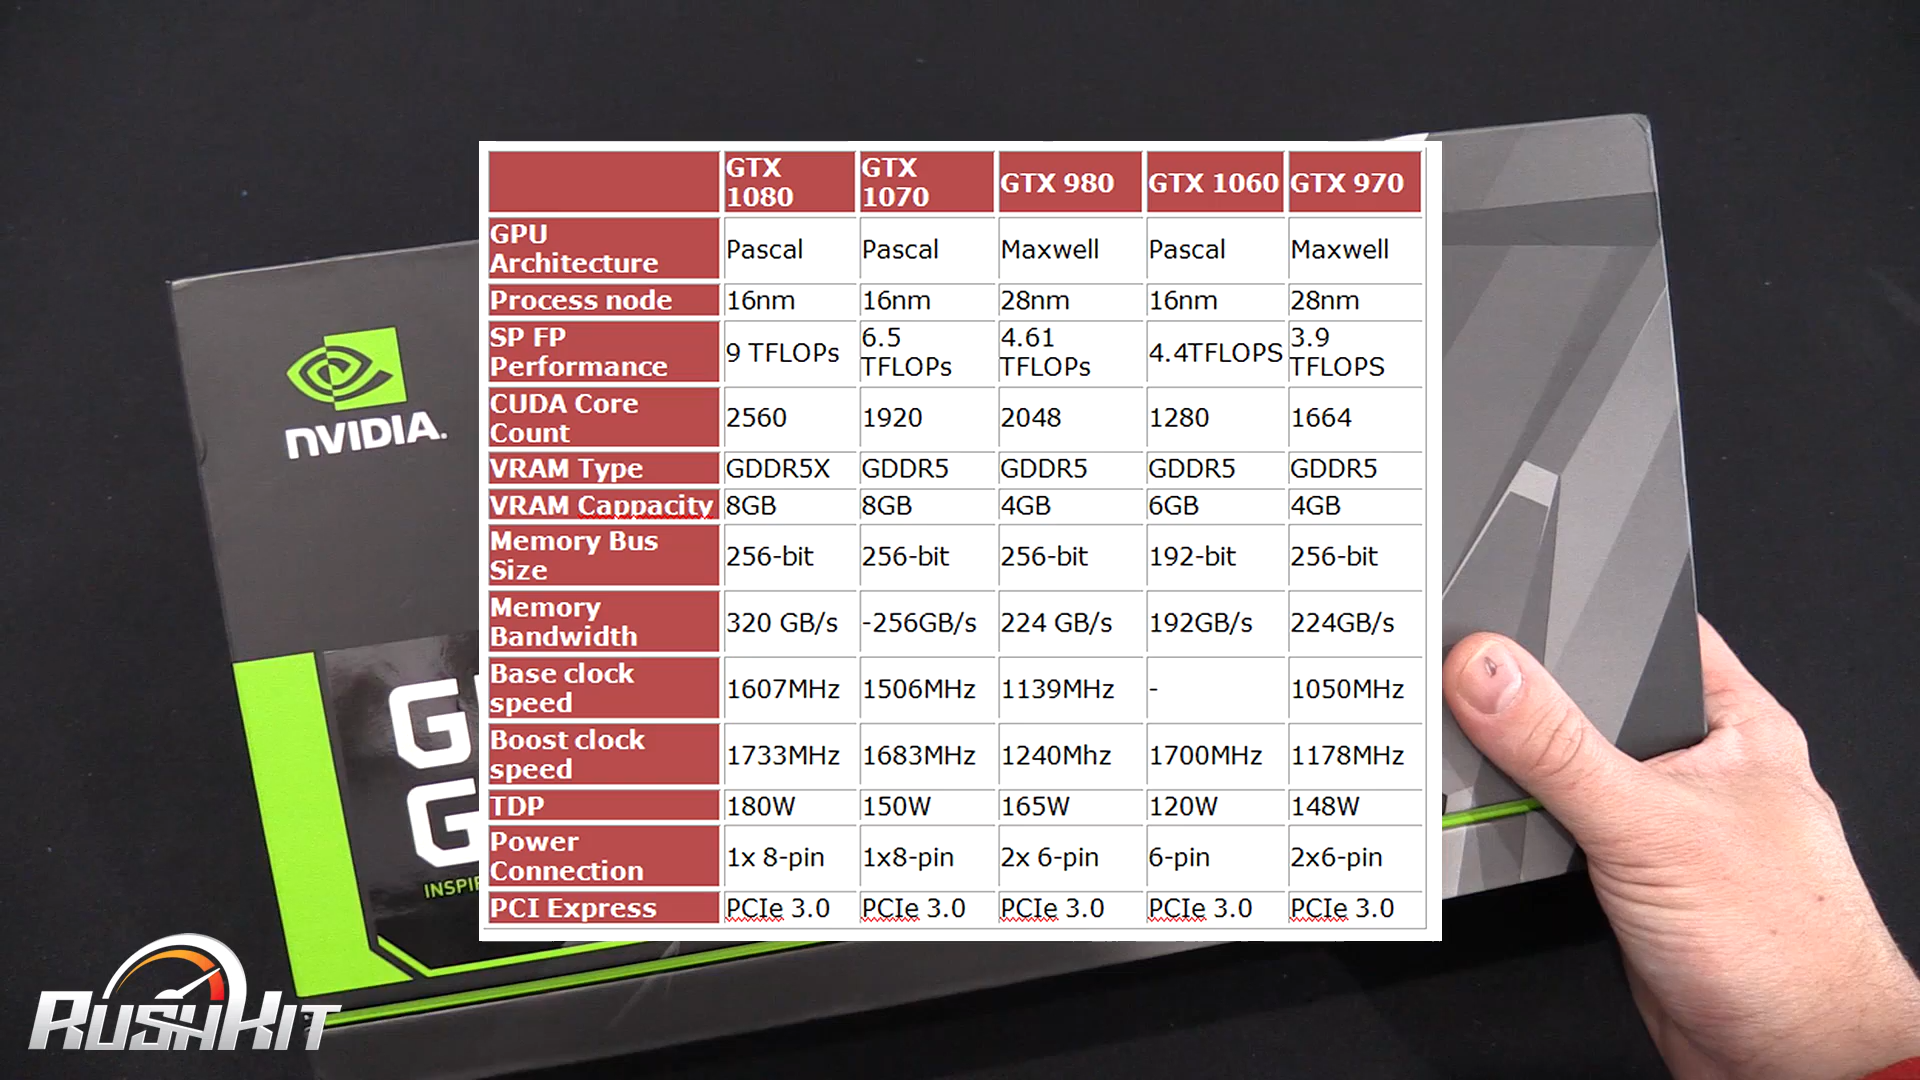 GTX 1080 GTX 1070 GTX 980 GTX 1060 GTX 970
GPU Architecture Pascal Pascal Maxwell Pascal Maxwell
Process node 16nm 16nm 28nm 16nm 28nm
SP FP Performance 9 TFLOPs 6.5 TFLOPs 4.61 TFLOPs 4.4TFLOPS 3.9 TFLOPS
CUDA Core Count 2560 1920 2048 1280 1664
VRAM Type GDDR5X GDDR5 GDDR5 GDDR5 GDDR5
VRAM Cappacity 8GB 8GB 4GB 6GB 4GB
Memory Bus Size 256-bit 256-bit 256-bit 192-bit 256-bit
Memory Bandwidth 320 GB/s -256GB/s 224 GB/s 192GB/s 224GB/s
Base clock speed 1607MHz 1506MHz 1139MHz - 1050MHz
Boost clock speed 1733MHz 1683MHz 1240Mhz 1700MHz 1178MHz
TDP 180W 150W 165W 120W 148W
Power Connection 1x 8-pin 1x8-pin 2x 6-pin 6-pin 2x6-pin
PCI Express PCIe 3.0 PCIe 3.0 PCIe 3.0 PCIe 3.0 PCIe 3.0
NVIDIA.
G
G
INSPI
RUSHKIT